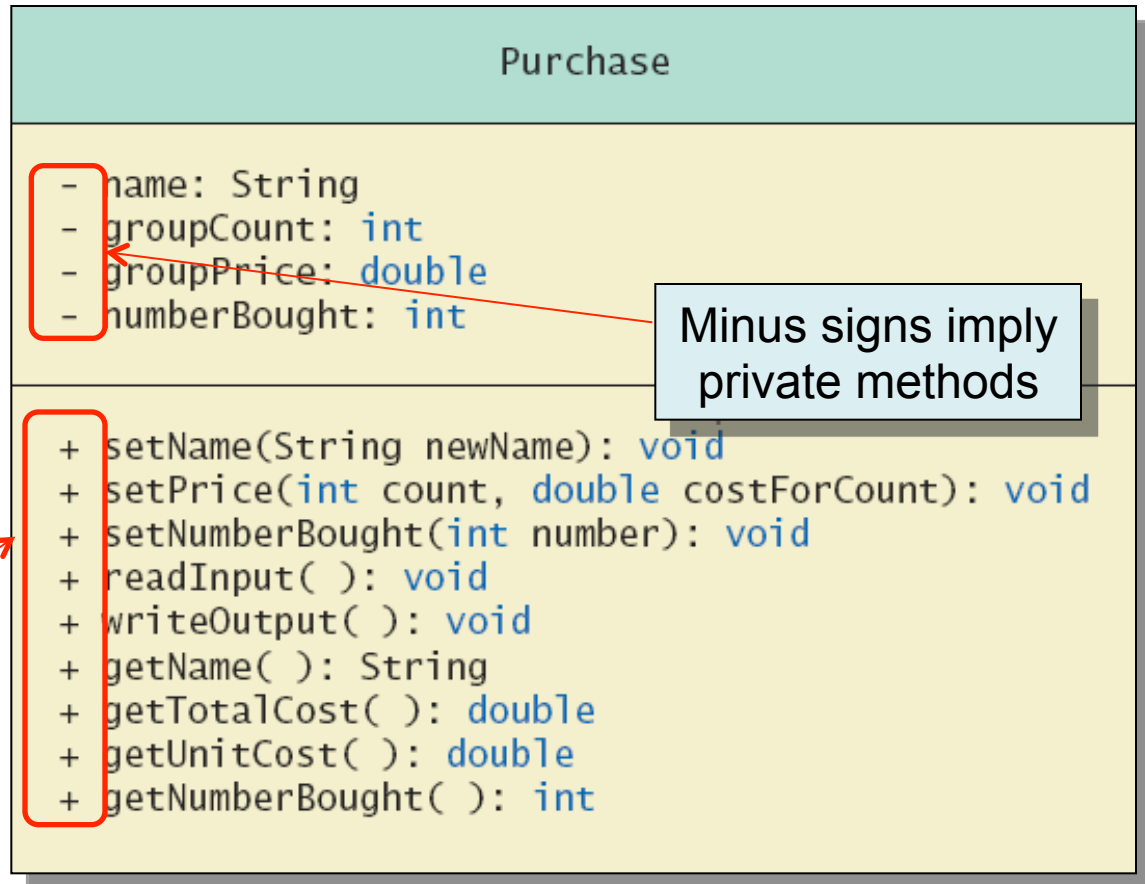 Purchase
- name: String
- groupCount: int
- groupPrice: double
- numberBought: int
Minus signs imply
private methods
+ setName(String newName): void
+ setPrice(int count, double costForCount): void
+ setNumberBought(int number): void
+ readInput( ): void
+ writeOutput( ): void
+ getName( ): String
+ getTotalCost( ): double
+ getUnitCost( ): double
+ getNumberBought( ): int